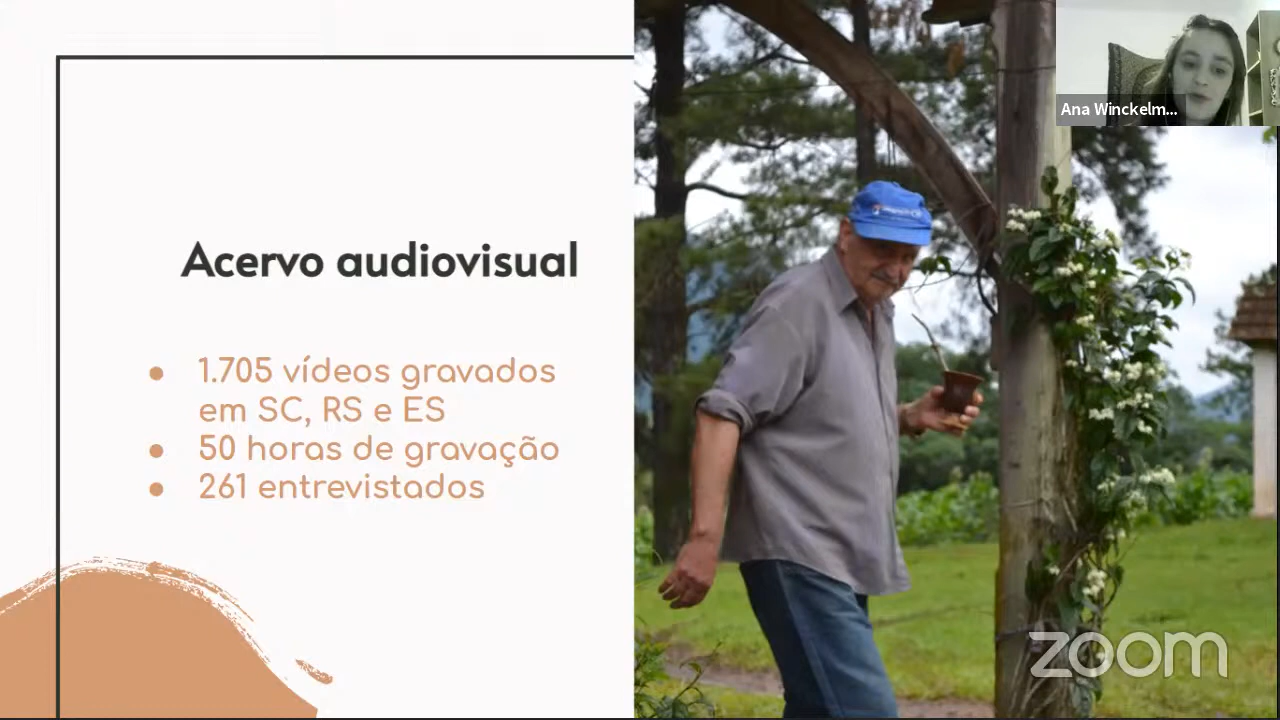 Ana Winckelm...
Acervo audiovisual
● 1.705 vídeos gravados
em SC, RS e ES
● 50 horas de gravação
● 261 entrevistados
zoom